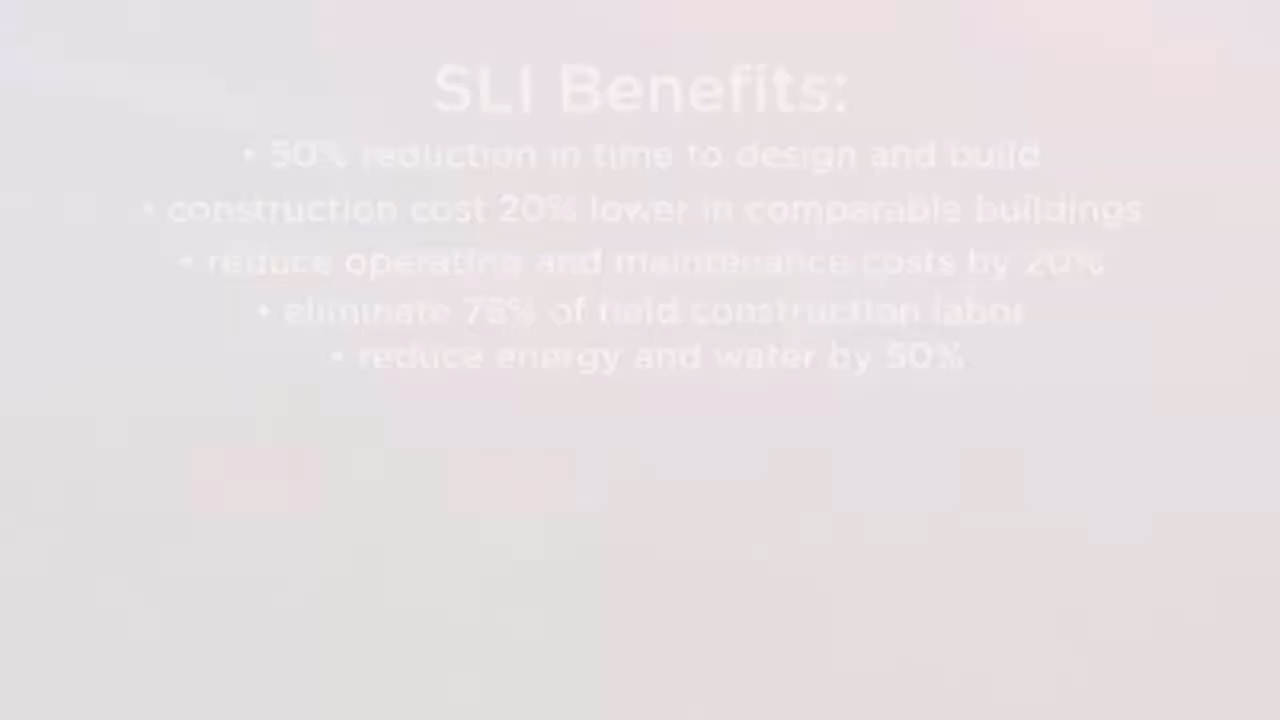 SLI Benefits:
• 50% reduction in time to design and build
• construction cost 20% lower in comparable buildings
• reduce operating and maintenance costs by 20%
• eliminate 75% of field construction labor
• reduce energy and water by 50%